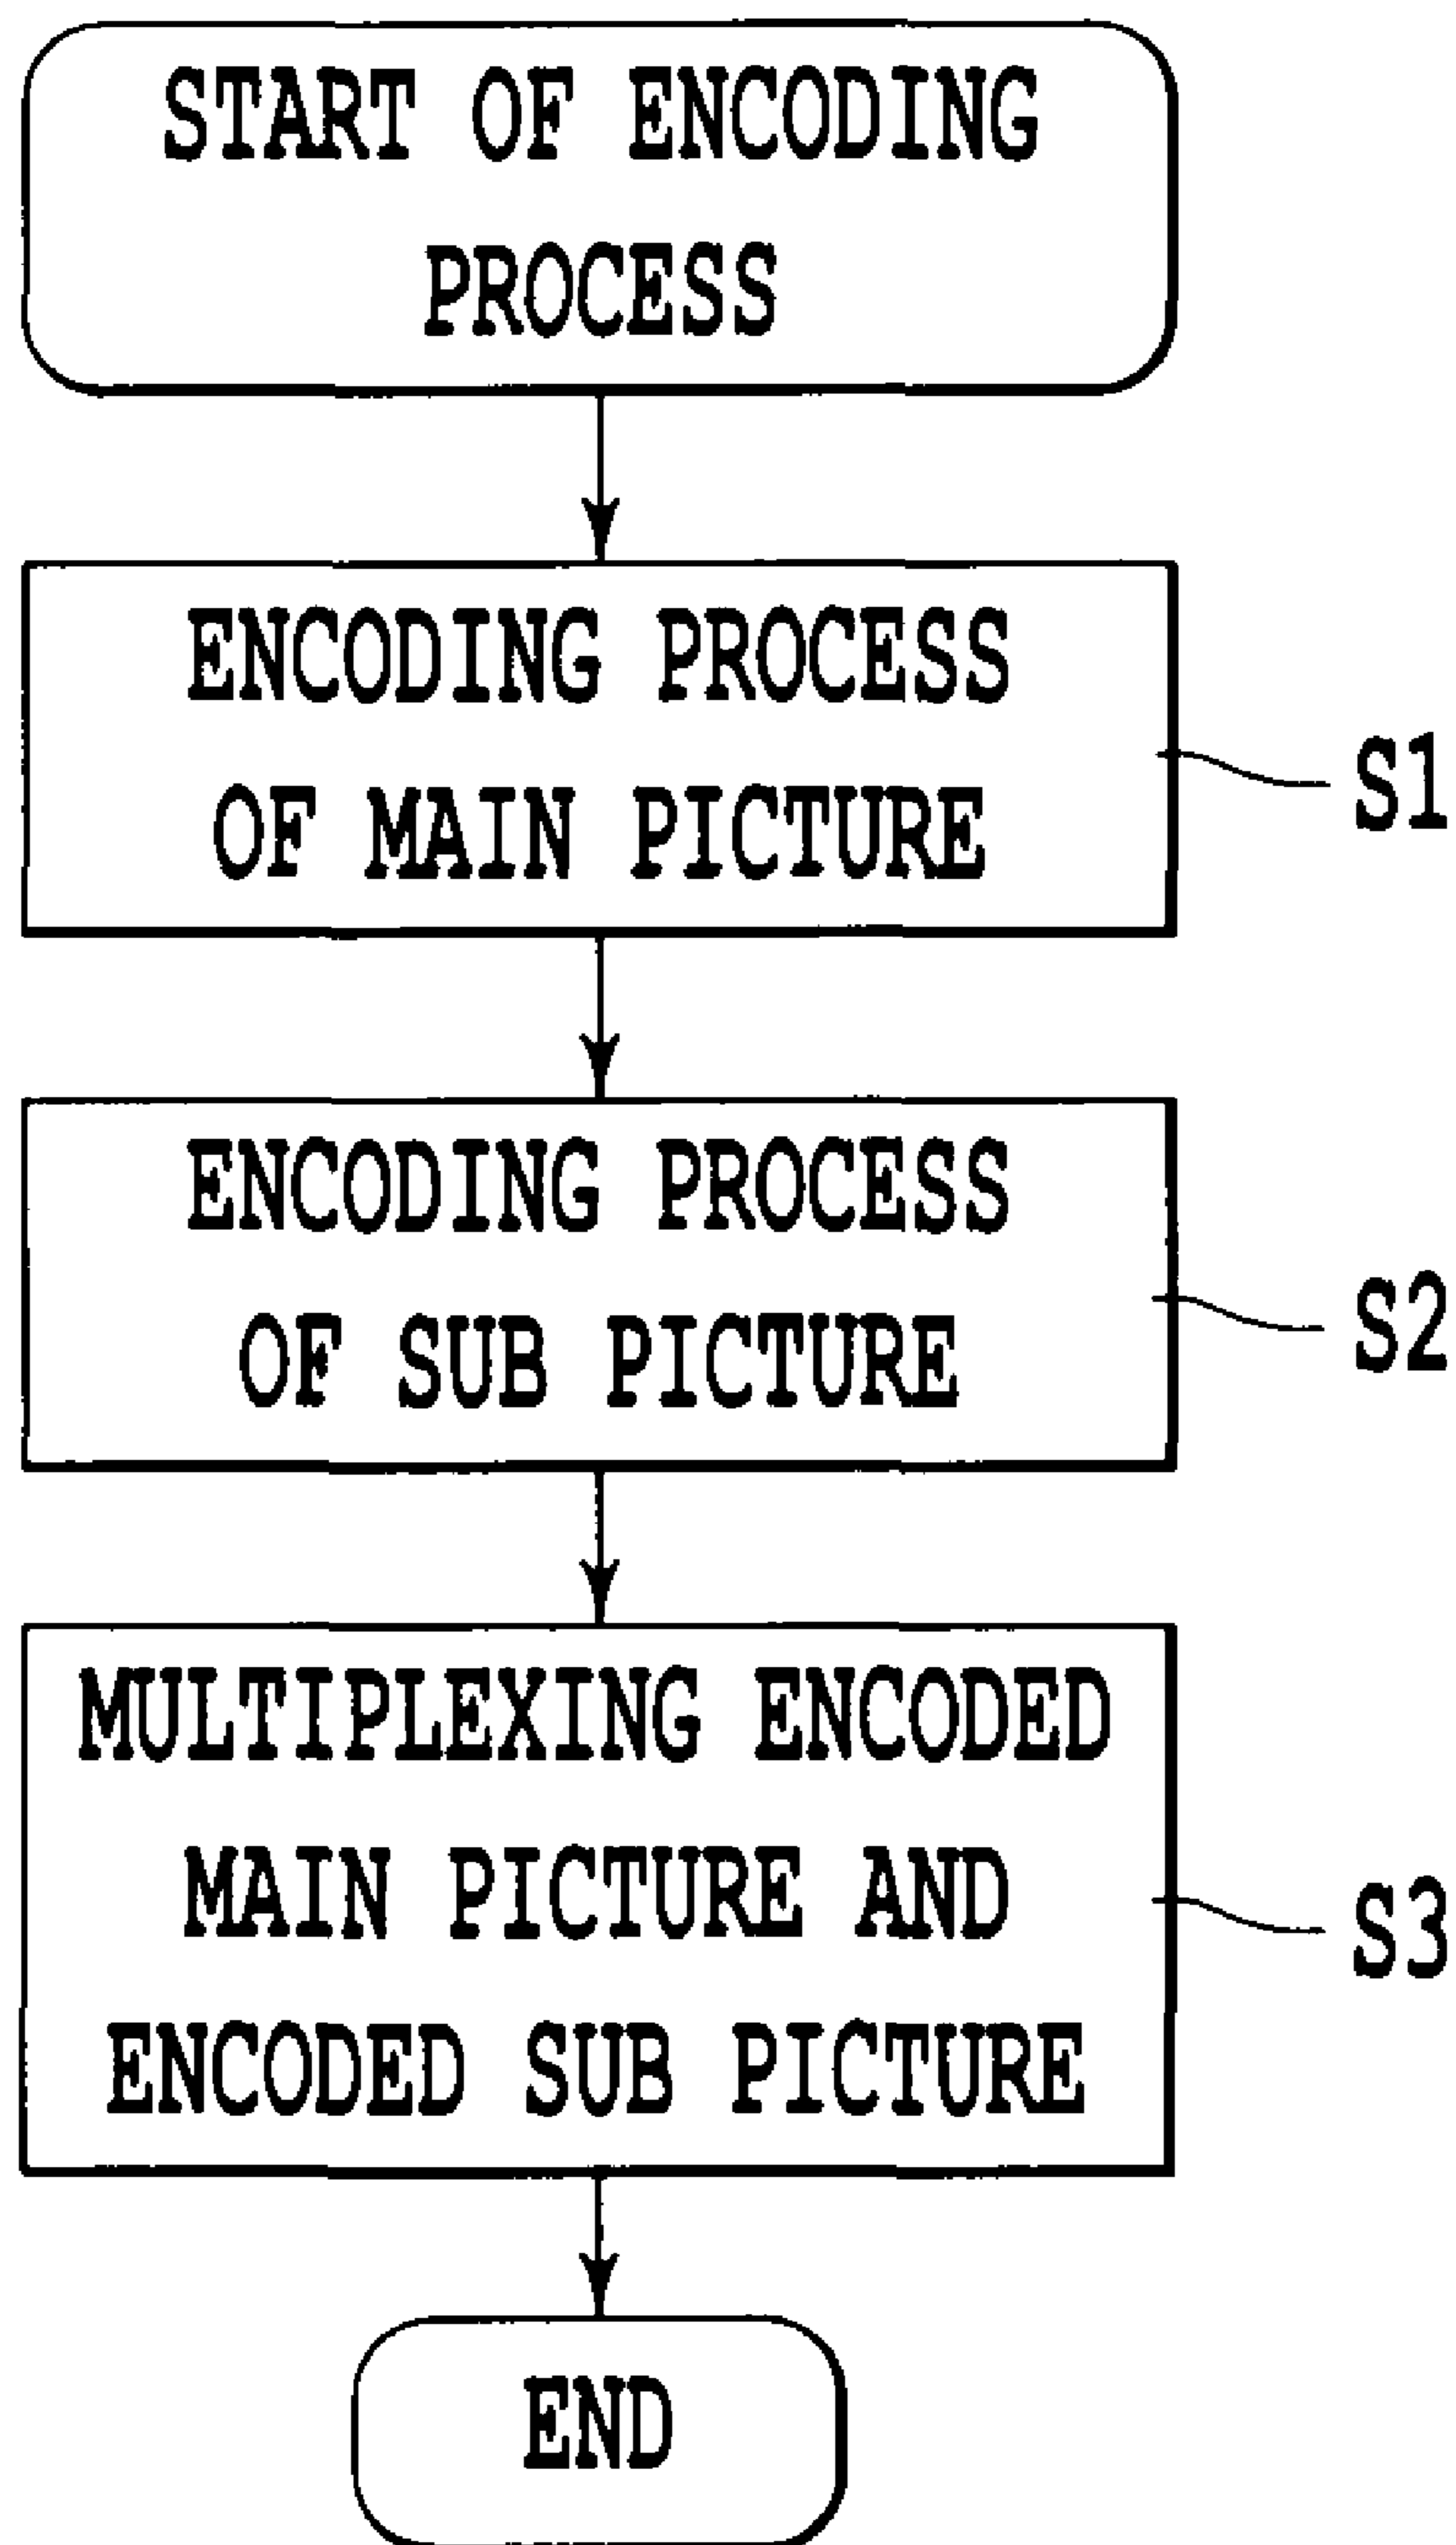 START OF ENCODING
PROCESS
ENCODING PROCESS
OF MAIN PICTURE
S1
ENCODING PROCESS
OF SUB PICTURE
S2
MULTIPLEXING ENCODED
MAIN PICTURE AND
ENCODED SUB PICTURE
S3
END